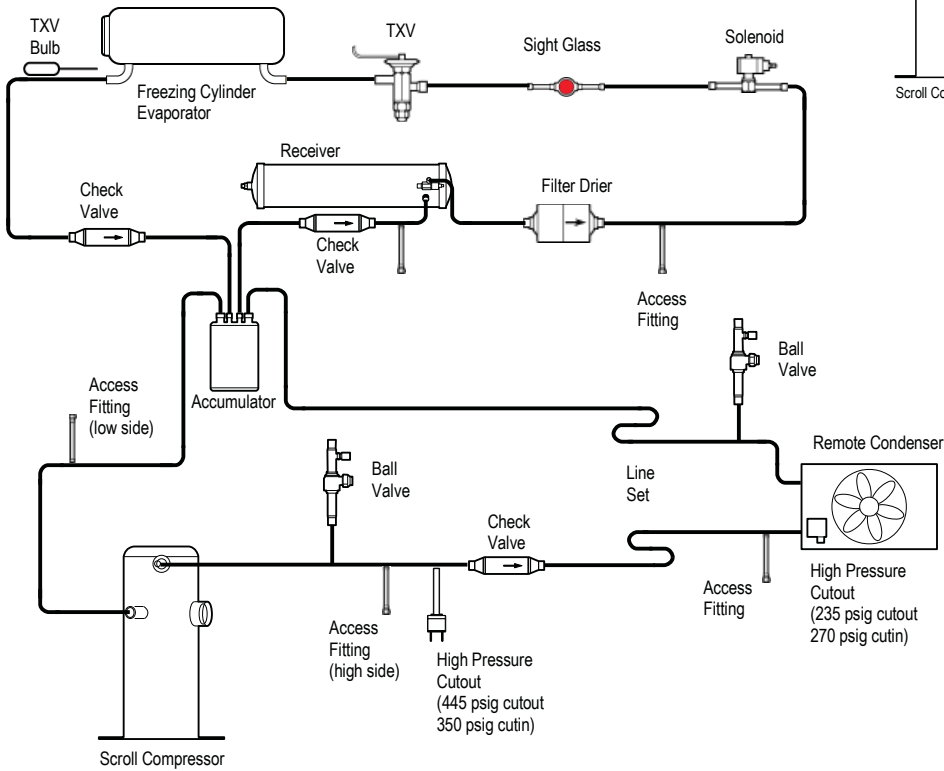 TXV
Bulb
Freezing Cylinder
Evaporator
TXV
Sight Glass
Solenoid
Scroll Co
Receiver
Check
Valve
Check
Valve
Filter Drier
Access
Fitting
Accumulator
Access
Fitting
(low side)
Ball
Valve
Remote Condenser
Line
Set
Ball
Valve
Check
Valve
Access
Fitting
High Pressure
Cutout
(235 psig cutout
270 psig cutin)
Access
Fitting
(high side)
High Pressure
Cutout
(445 psig cutout
350 psig cutin)
Scroll Compressor